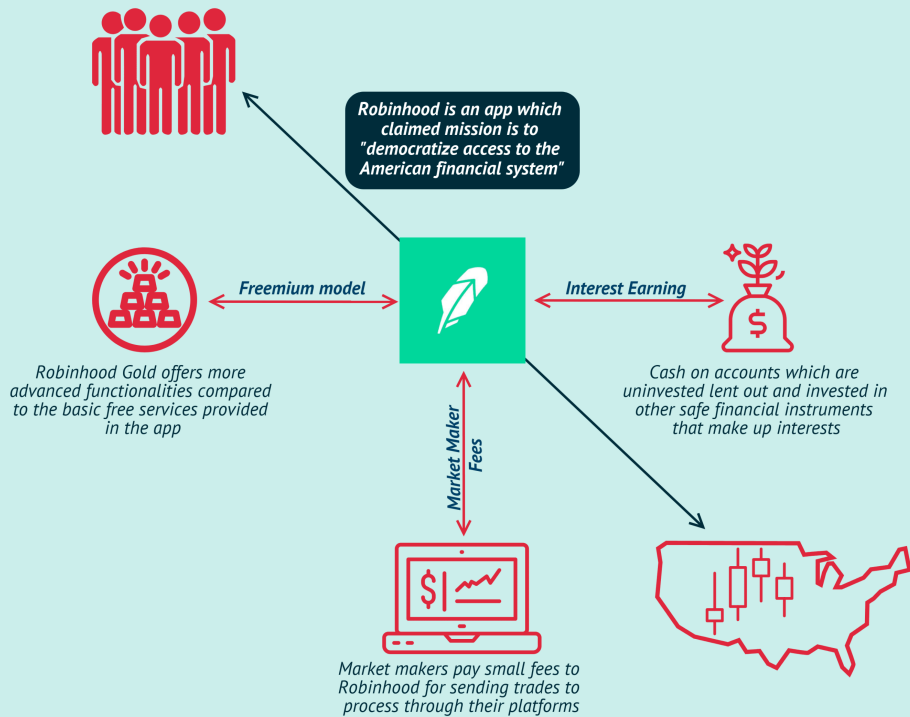 Robinhood is an app which
claimed mission is to
"democratize access to the
American financial system"
Freemium model
Interest Earning
$
Robinhood Gold offers more
advanced functionalities compared
to the basic free services provided
in the app
Cash on accounts which are
uninvested lent out and invested in
other safe financial instruments
that make up interests
Market Maker
Fees
$
Market makers pay small fees to
Robinhood for sending trades to
process through their platforms